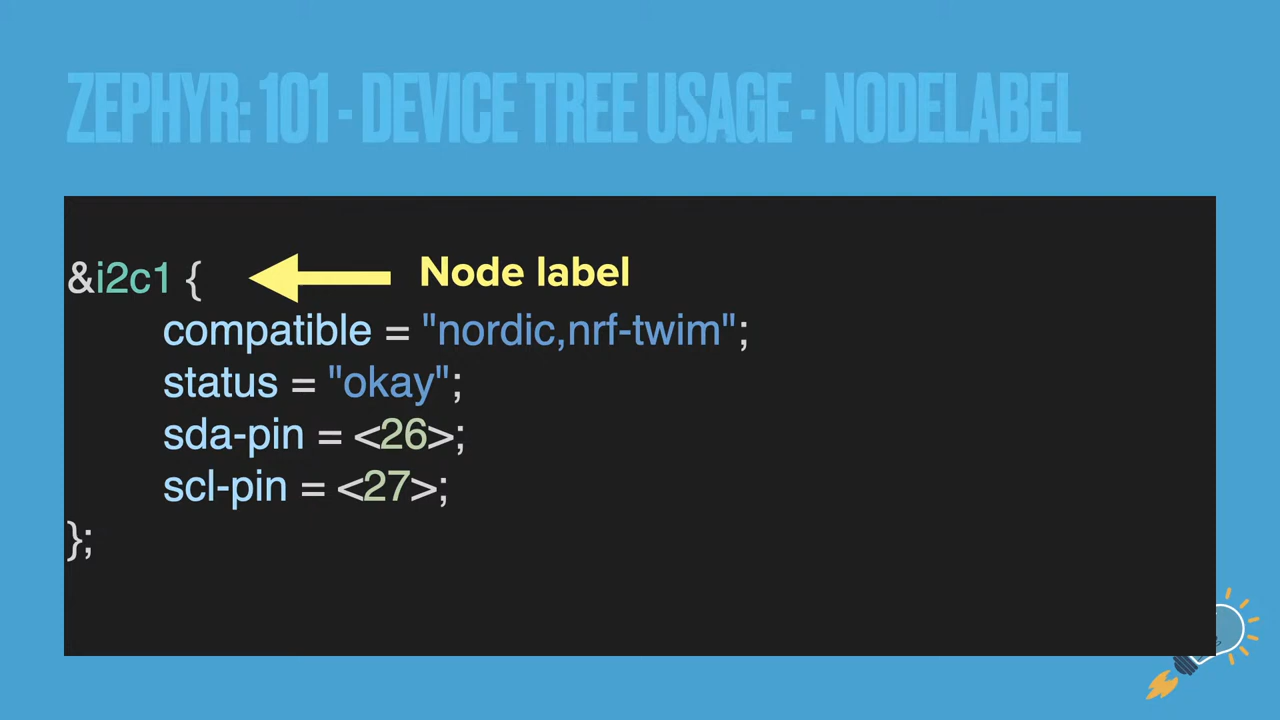 ZEPHYR: 101 - DEVICE TREE USAGE - NODELABEL
&i2c1 {
Node label
compatible = "nordic,nrf-twim";
status = "okay";
sda-pin = <26>;
scl-pin = <27>;
};